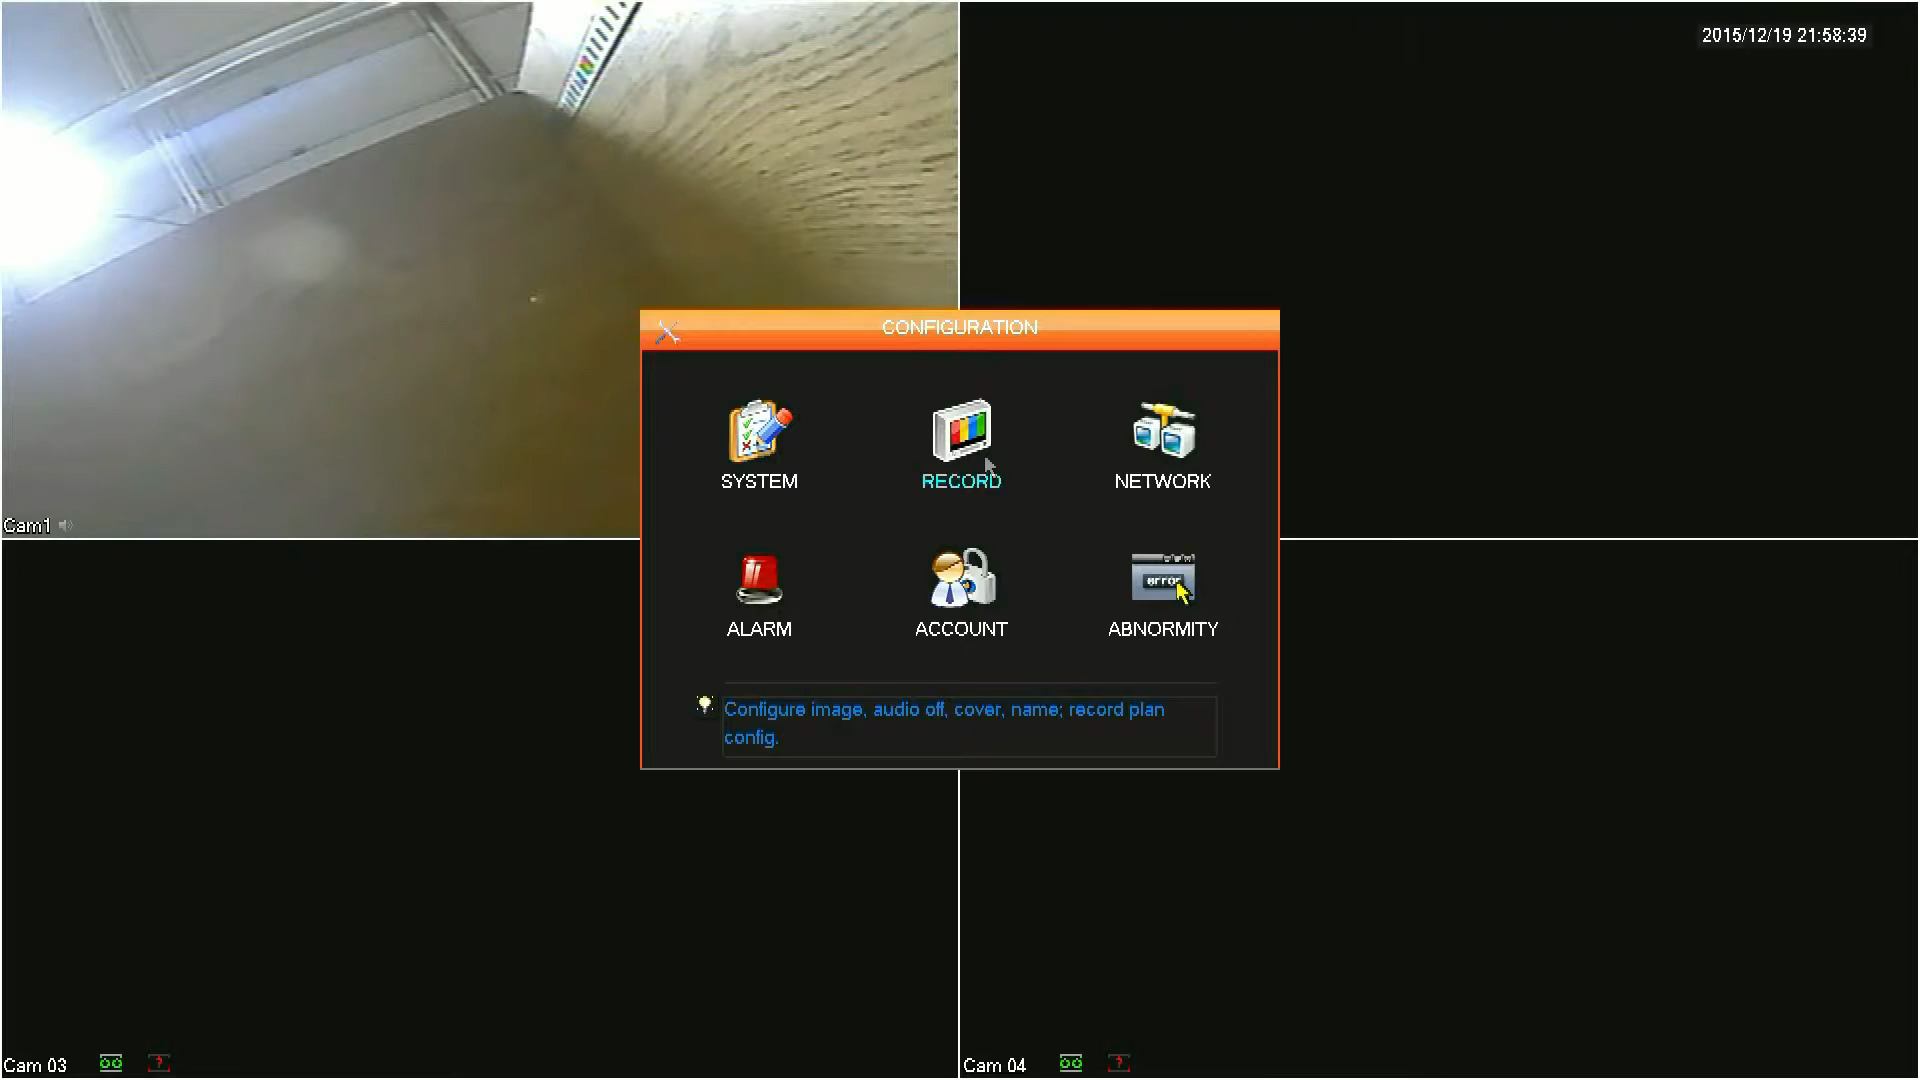 2015/12/19 21:58:39
CONFIGURATION
SYSTEM
RECORD
NETWORK
Cam1
error
ALARM
ACCOUNT
ABNORMITY
Configure image, audio off, cover, name; record plan
config.
Cam 03
?
Cam 04
?